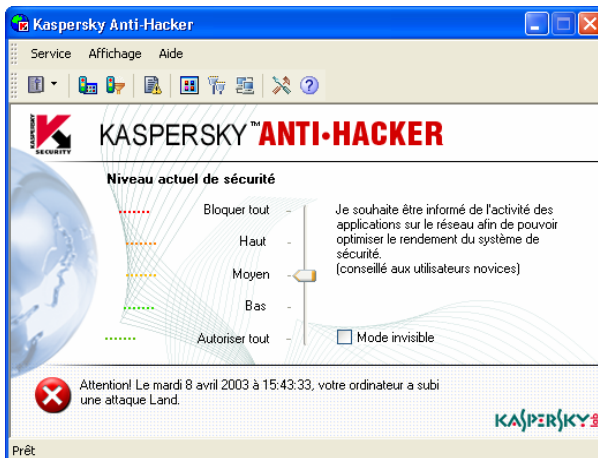 Kaspersky Anti-Hacker
Service Affichage Aide
KASPERSKY SECURITY
KASPERSKY™ANTI•HACKER
Niveau actuel de sécurité
Bloquer tout
Haut
Moyen
Bas
Autoriser tout
Je souhaite être informé de l'activité des
applications sur le réseau afin de pouvoir
optimiser le rendement du système de
sécurité.
(conseillé aux utilisateurs novices)
Mode invisible
Attention! Le mardi 8 avril 2003 à 15:43:33, votre ordinateur a subi
une attaque Land.
KASPERSKY
Prêt